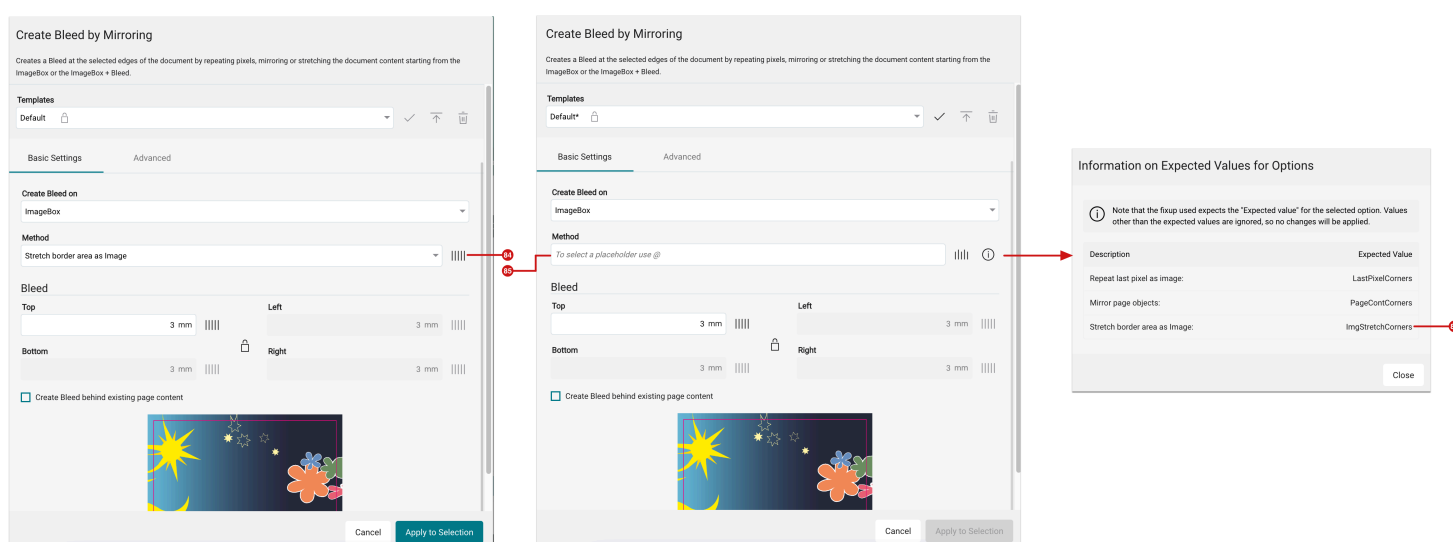 Create Bleed by Mirroring
Creates a Bleed at the selected edges of the document by repeating pixels, mirroring or stretching the document content starting from the
ImageBox or the ImageBox + Bleed.
Templates
Default
Basic Settings
Advanced
Create Bleed on
ImageBox
Method
Stretch border area as Image
84
Bleed
Top
Left
3 mm
3 mm
Bottom
Right
3 mm
3 mm
Create Bleed behind existing page content
Cancel
Apply to Selection
Create Bleed by Mirroring
Creates a Bleed at the selected edges of the document by repeating pixels, mirroring or stretching the document content starting from the
ImageBox or the ImageBox + Bleed.
Templates
Default*
Basic Settings
Advanced
Create Bleed on
ImageBox
Method
To select a placeholder use @
85
Bleed
Top
Left
3 mm
3 mm
Bottom
Right
3 mm
3 mm
Create Bleed behind existing page content
Cancel
Apply to Selection
Information on Expected Values for Options
Note that the fixup used expects the "Expected value" for the selected option. Values
other than the expected values are ignored, so no changes will be applied.
Description
Expected Value
Repeat last pixel as image:
LastPixelCorners
Mirror page objects:
PageContCorners
Stretch border area as Image:
ImgStretchCorners
Close